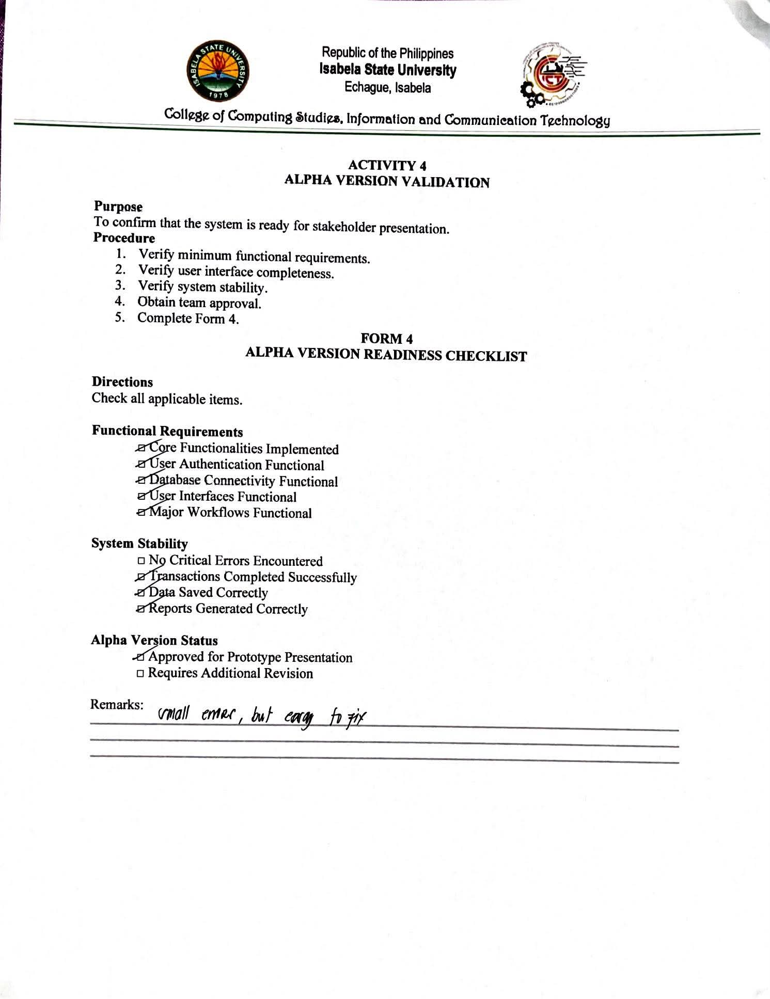 ISABELA STATE UNIVERSITY
1978
Republic of the Philippines
Isabela State University
Echague, Isabela
ICT
College of Computing Studies, Information and Communication Technology
ACTIVITY 4
ALPHA VERSION VALIDATION
Purpose
To confirm that the system is ready for stakeholder presentation.
Procedure
1. Verify minimum functional requirements.
2. Verify user interface completeness.
3. Verify system stability.
4. Obtain team approval.
5. Complete Form 4.
FORM 4
ALPHA VERSION READINESS CHECKLIST
Directions
Check all applicable items.
Functional Requirements
☑ Core Functionalities Implemented
☑ User Authentication Functional
☑ Database Connectivity Functional
☑ User Interfaces Functional
☑ Major Workflows Functional
System Stability
□ No Critical Errors Encountered
☑ Transactions Completed Successfully
☑ Data Saved Correctly
☑ Reports Generated Correctly
Alpha Version Status
☑ Approved for Prototype Presentation
□ Requires Additional Revision
Remarks: small , but easy to fix